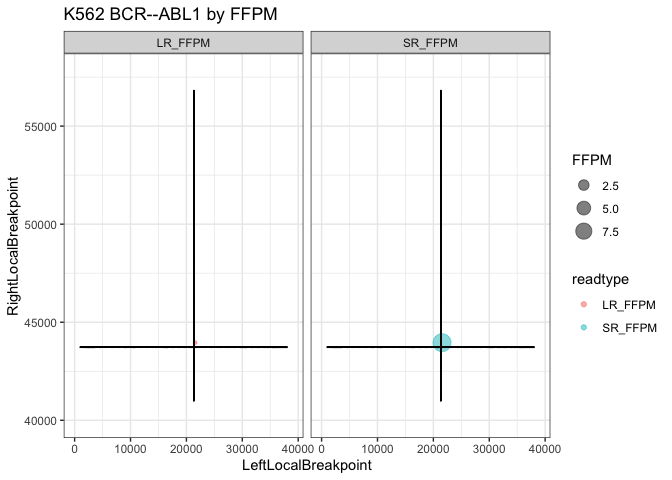 K562 BCR--ABL1 by FFPM
LR_FFPM
SR_FFPM
55000
50000
45000
40000
RightLocalBreakpoint
0 10000 20000 30000 40000
0 10000 20000 30000 40000
LeftLocalBreakpoint
FFPM
2.5
5.0
7.5
readtype
LR_FFPM
SR_FFPM